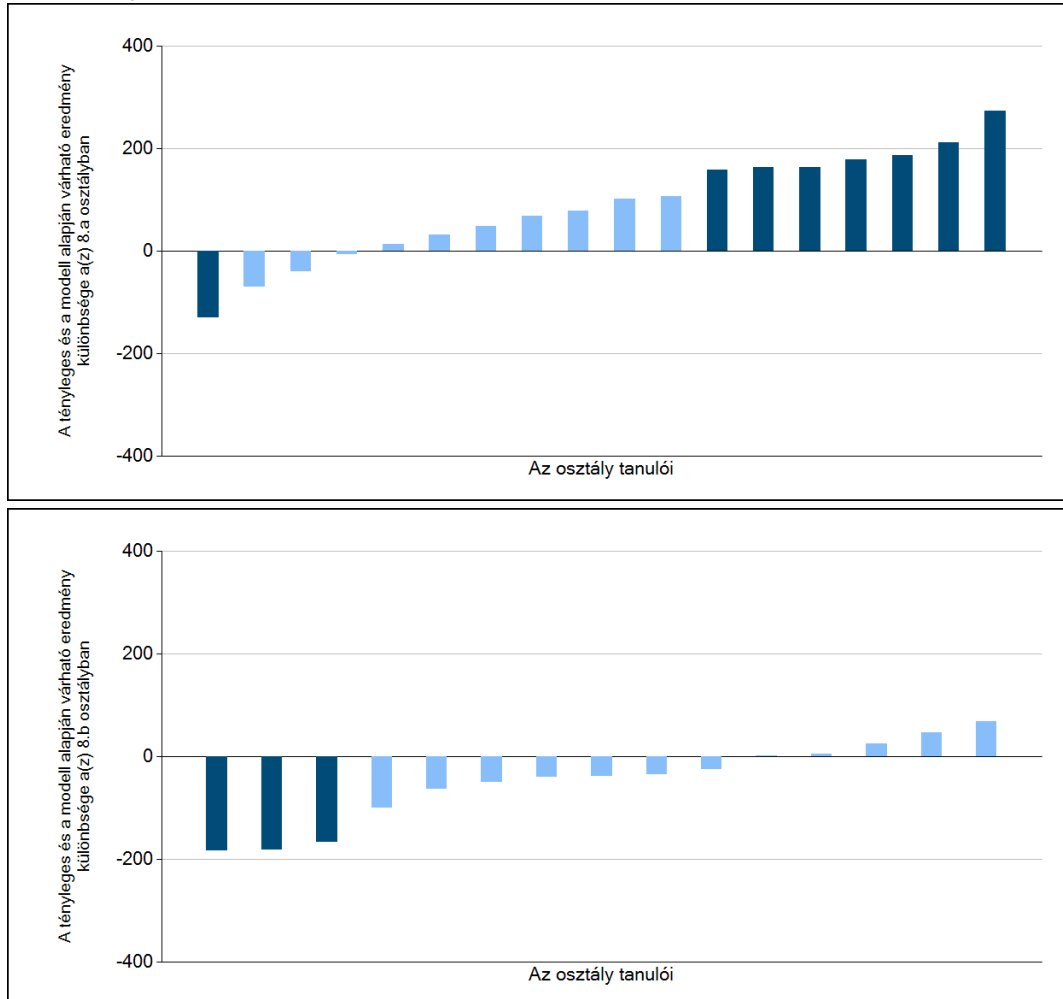 A tényleges és a modell alapján várható eredmény
különbsége a(z) 8.a osztályban
400
200
0
-200
-400
Az osztály tanulói
A tényleges és a modell alapján várható eredmény
különbsége a(z) 8.b osztályban
400
200
0
-200
-400
Az osztály tanulói